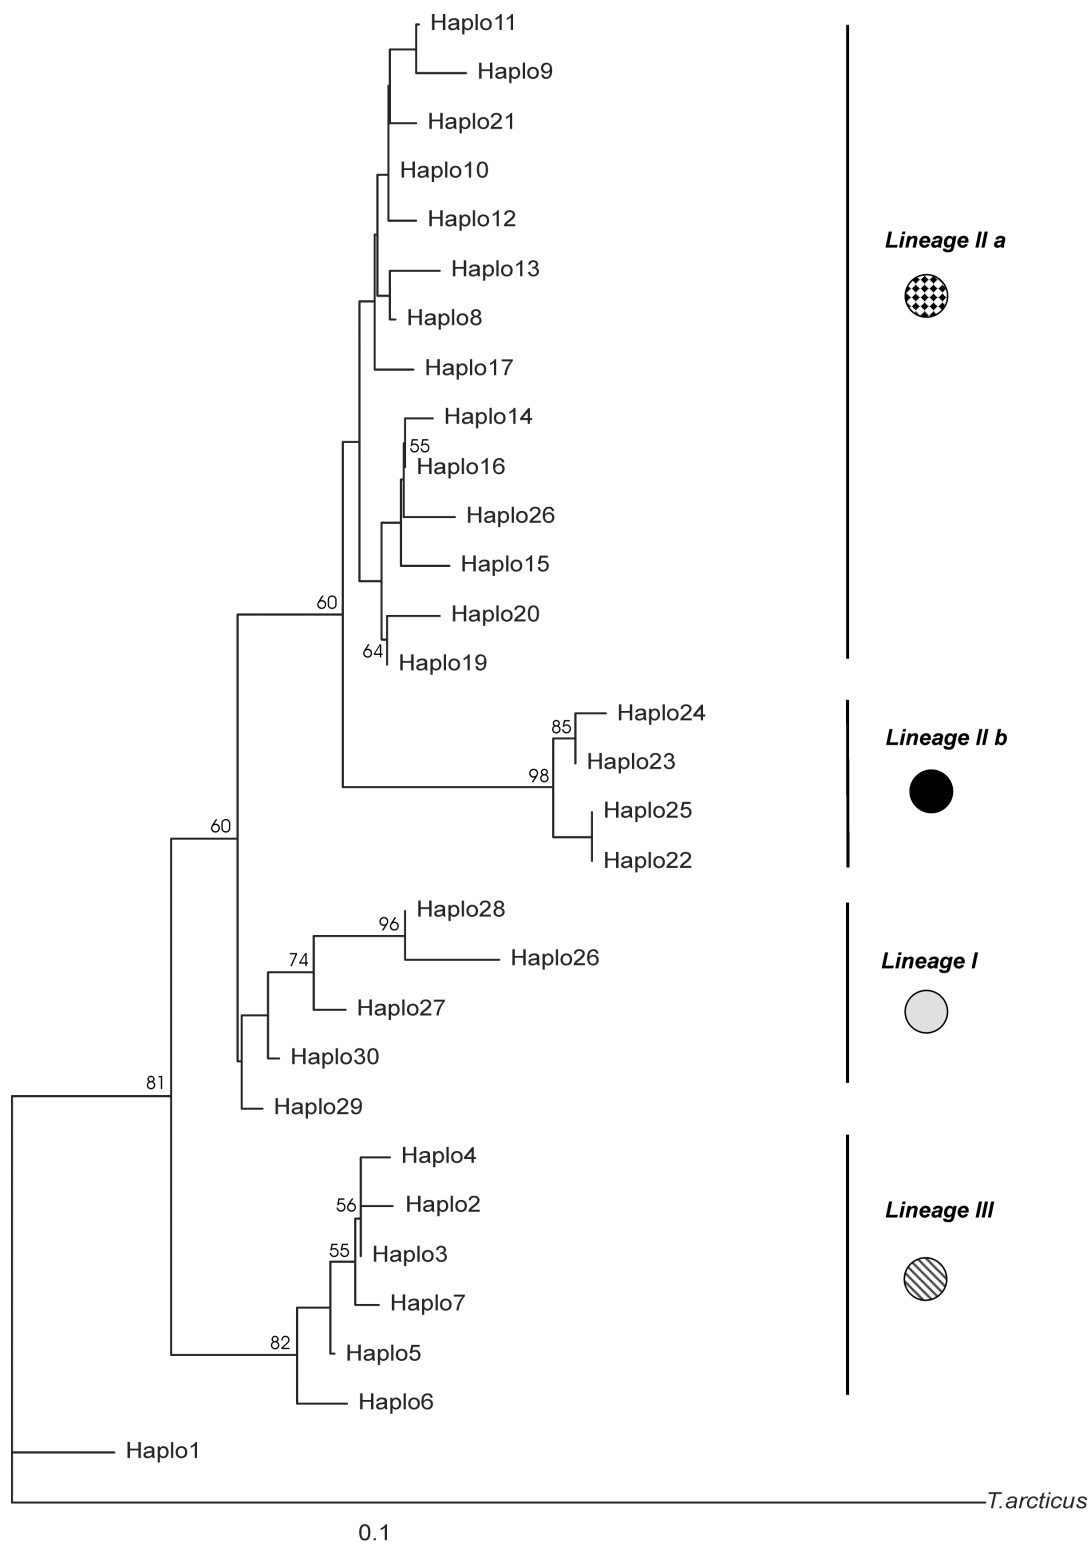 Haplo11
Haplo9
Haplo21
Haplo10
Haplo12
Lineage II a
Haplo13
Haplo8
Haplo17
Haplo14
55
Haplo16
Haplo26
Haplo15
60
Haplo20
64
Haplo19
Haplo24
85
Lineage II b
Haplo23
98
Haplo25
60
Haplo22
Haplo28
96
Haplo26
74
Lineage I
Haplo27
Haplo30
81
Haplo29
Haplo4
56
Haplo2
Lineage III
55
Haplo3
Haplo7
82
Haplo5
Haplo6
Haplo1
T.arcticus
0.1